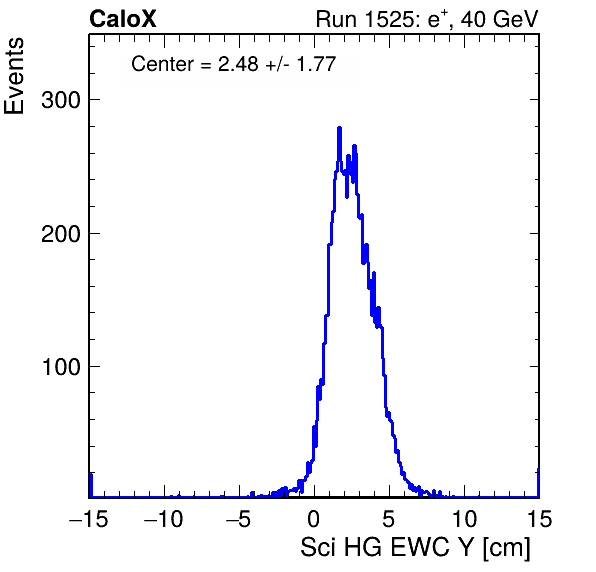 CaloX Run 1525: e⁺, 40 GeV
Center = 2.48 +/- 1.77
Events
300
200
100
−15 −10 −5 0 5 10 15
Sci HG EWC Y [cm]